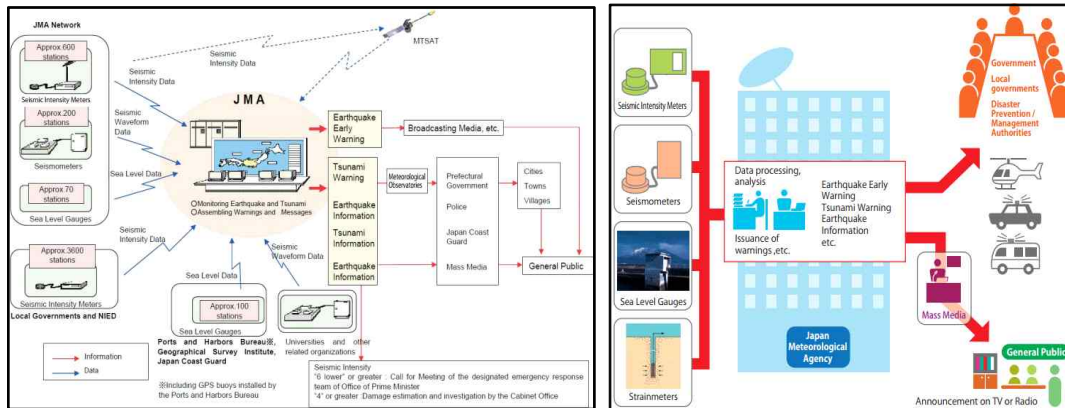 JMA Network
Approx.600
stations
Seismic Intensity Meters
Approx.200
stations
Seismometers
Approx.70
stations
Sea Level Gauges
Approx.3600
stations
Seismic Intensity Meters
Local Governments and NIED
Seismic
Intensity Data
Seismic
Intensity Data
Seismic
Waveform
Data
Sea Level Data
Seismic
Intensity Data
MTSAT
JMA
OMonitoring Earthquake and Tsunami
OAssembling Warnings and Messages
Sea Level Data
Seismic
Waveform Data
Approx.100
stations
Sea Level Gauges
Ports and Harbors Bureau※,
Geographical Survey Institute,
Japan Coast Guard
Universities and other
related organizations
※Including GPS buoys installed by
the Ports and Harbors Bureau
Information
Data
Earthquake
Early
Warning
Broadcasting Media, etc.
Tsunami
Warning
Earthquake
Information
Tsunami
Information
Earthquake
Information
Meteorological
Observatories
Prefectural
Government
Police
Japan Coast
Guard
Mass Media
Cities
Towns
Villages
General Public
Seismic Intensity
"6 lower" or greater : Call for Meeting of the designated emergency response
team of Office of Prime Minister
"4" or greater :Damage estimation and investigation by the Cabinet Office
Seismic Intensity Meters
Seismometers
Sea Level Gauges
Strainmeters
Data processing,
analysis
Issuance of
warnings ,etc.
Earthquake Early
Warning
Tsunami Warning
Earthquake
Information
etc.
Japan
Meteorological
Agency
Government
Local
governments
Disaster
Prevention /
Management
Authorities
Mass Media
General Public
Announcement on TV or Radio